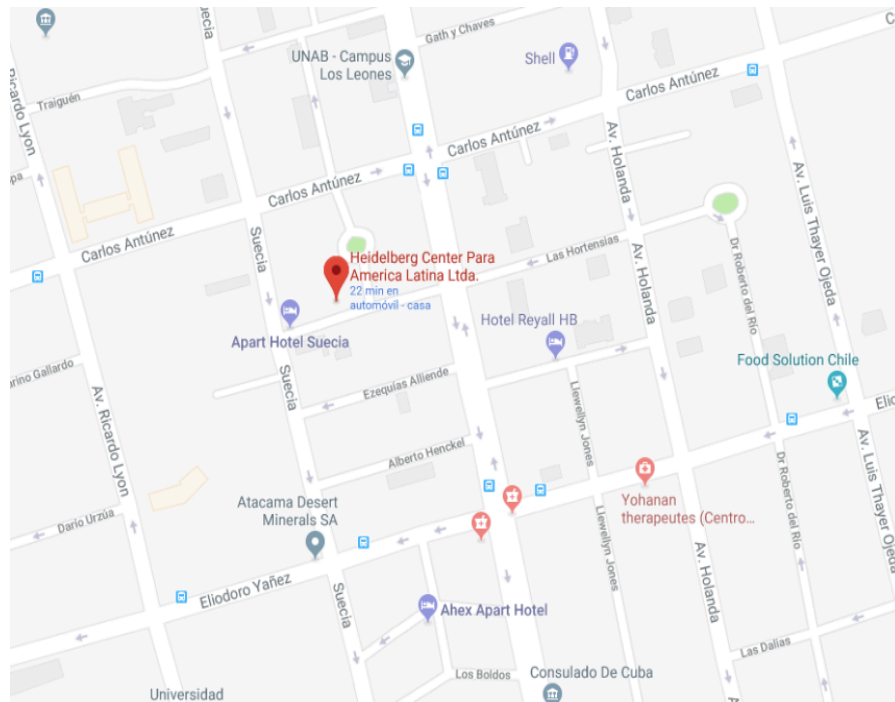 Gath y Chaves
UNAB - Campus
Los Leones
Shell
Suecia
Ricardo Lyon
Traiguén
Carlos Antúnez
Carlos Antúnez
Carlos Antúnez
Carlos Antúnez
Av. Holanda
Av. Luis Thayer Ojeda
Suecia
Heidelberg Center Para
America Latina Ltda.
22 min en
automóvil - casa
Las Hortensias
Av. Holanda
Dr Roberto del Río
Apart Hotel Suecia
Hotel Reyall HB
Food Solution Chile
arino Gallardo
Av. Ricardo Lyon
Suecia
Ezequías Alliende
Llewellyn Jones
Elio
Alberto Henckel
Av. Luis Thayer Ojeda
Dr Roberto del Río
Atacama Desert
Minerals SA
Yohanan
therapeutes (Centro...
Darío Urzúa
Llewellyn Jones
Av. Holanda
Eliodoro Yañez
Suecia
Ahex Apart Hotel
Las Dalias
Los Boldos
Consulado De Cuba
Universidad